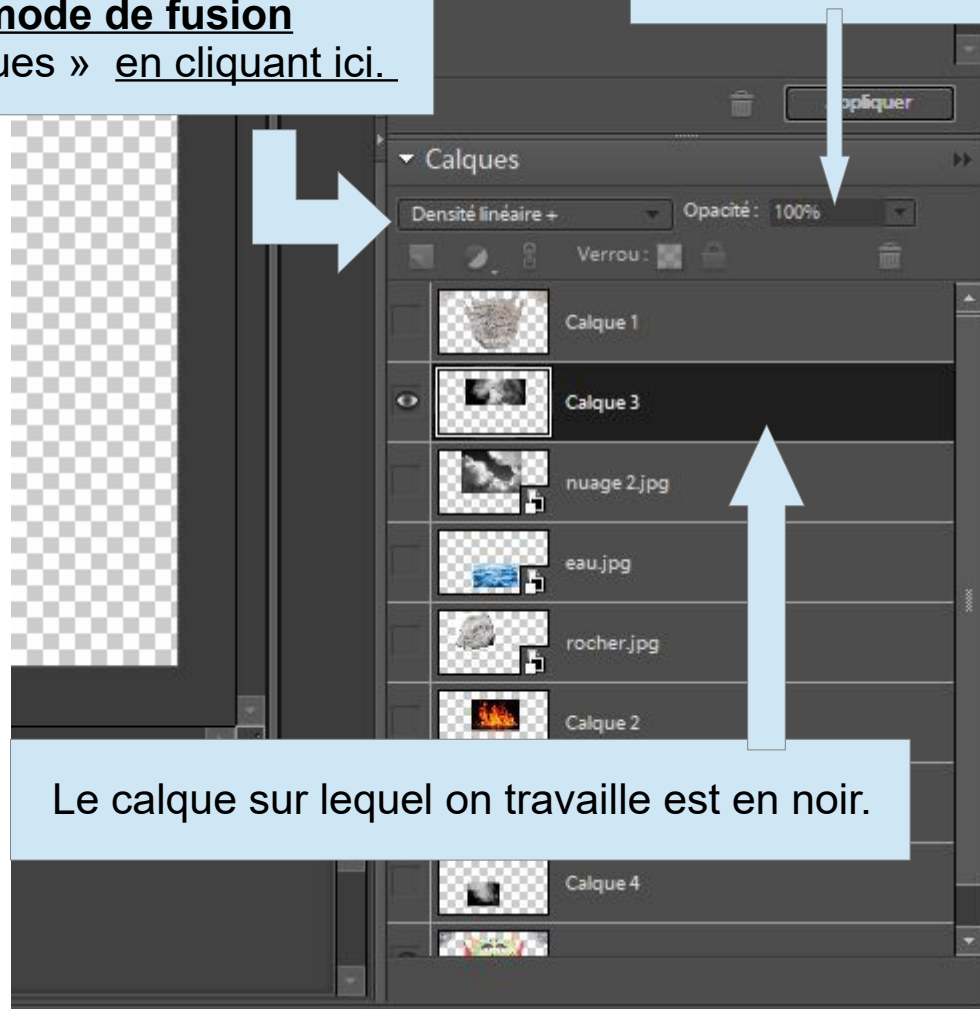 mode de fusion
ues » en cliquant ici.
Appliquer
Calques
Densité linéaire +
Opacité : 100%
Verrou :
Calque 1
Calque 3
nuage 2.jpg
eau.jpg
rocher.jpg
Calque 2
Le calque sur lequel on travaille est en noir.
Calque 4